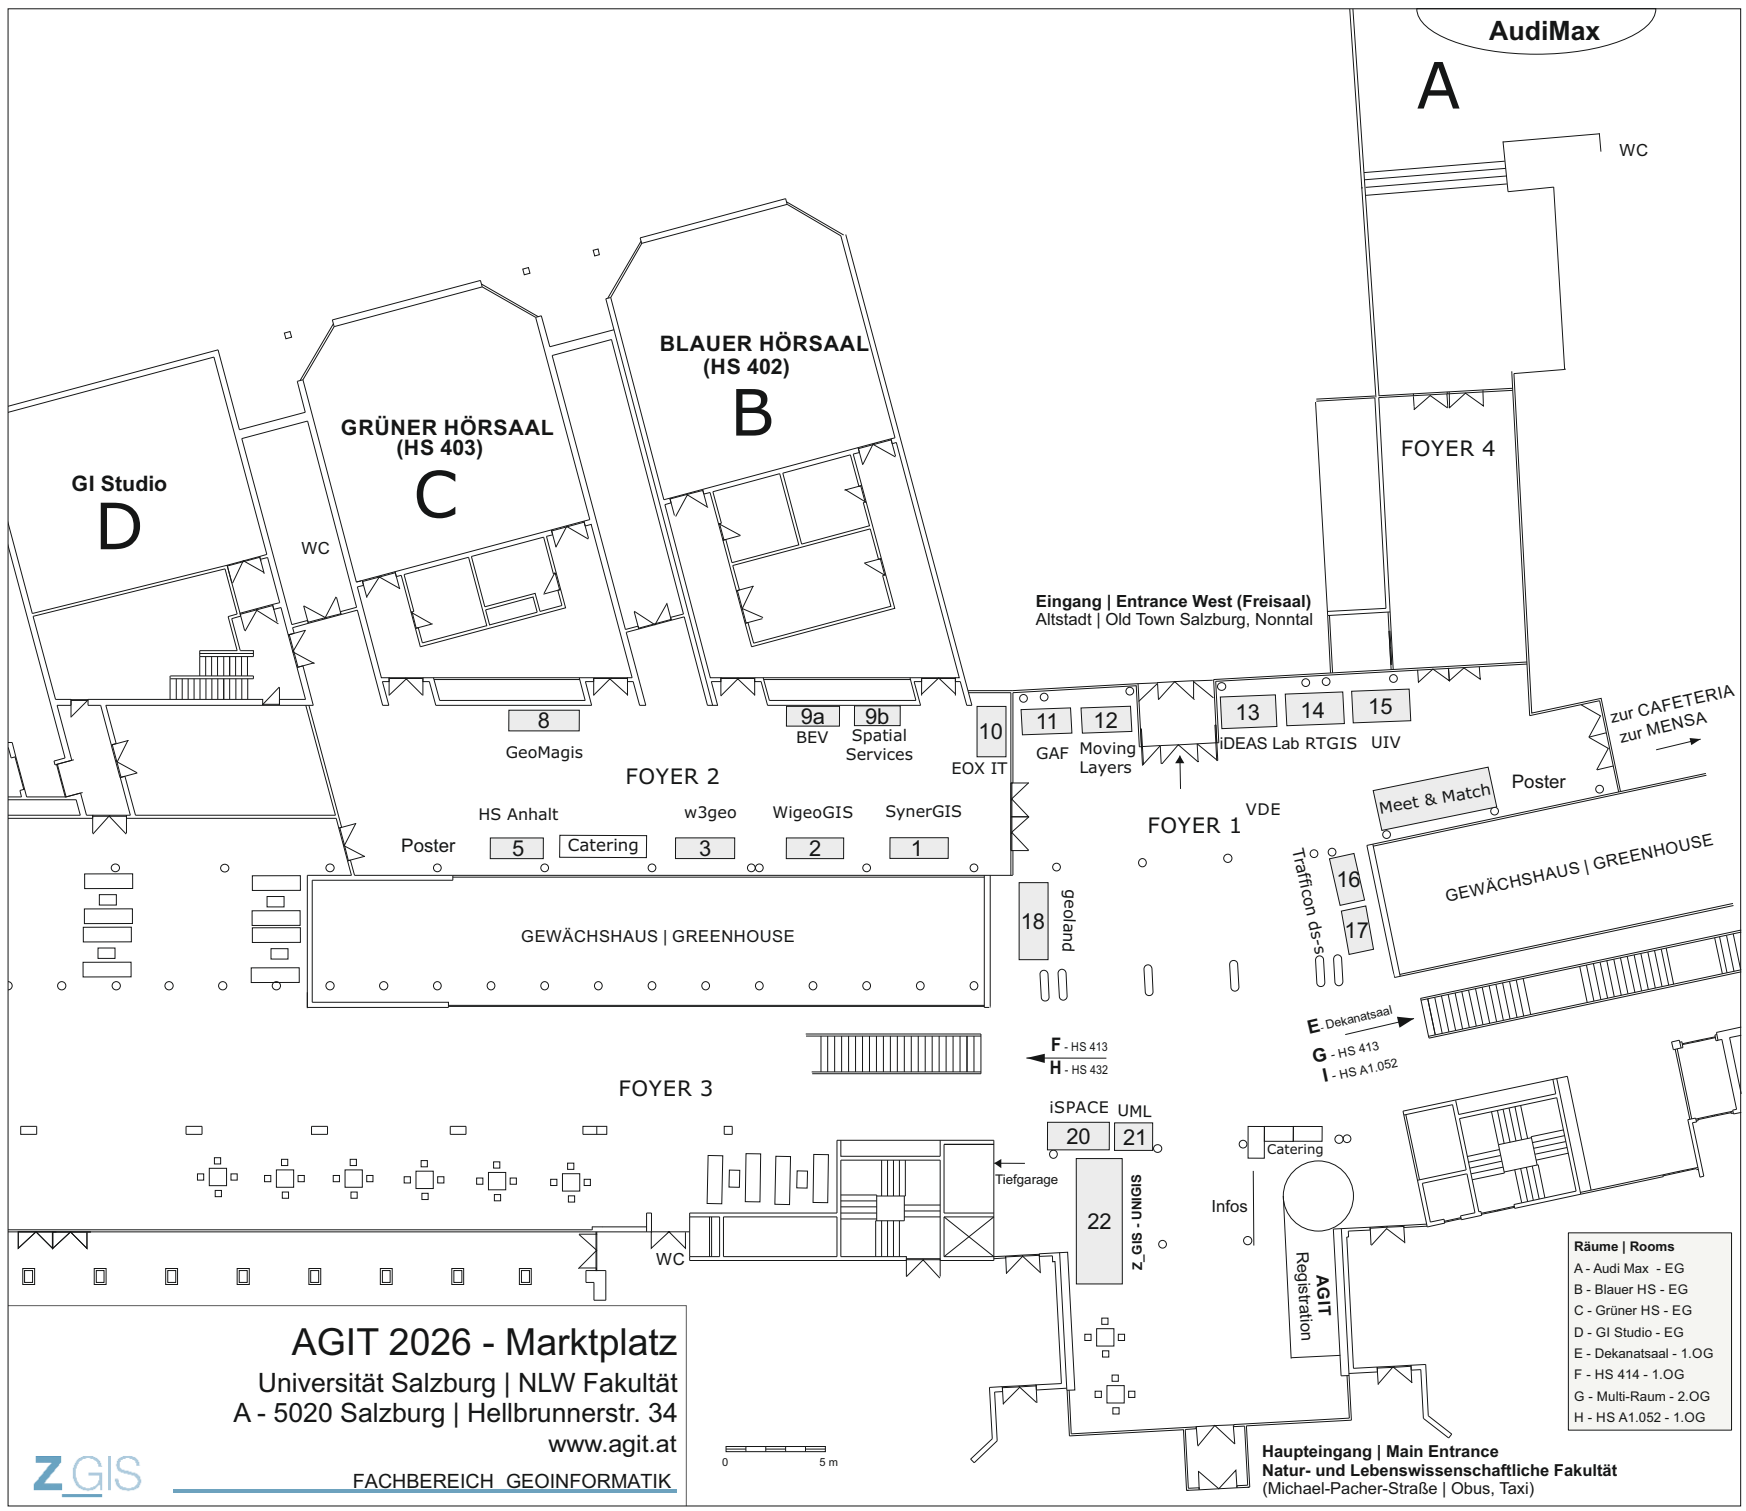 AudiMax
A
WC
BLAUER HÖRSAAL
(HS 402)
B
GRÜNER HÖRSAAL
(HS 403)
C
GI Studio
D
WC
FOYER 4
Eingang | Entrance West (Freisaal)
Altstadt | Old Town Salzburg, Nonntal
zur CAFETERIA
zur MENSA
8
GeoMagis
9a
BEV
9b
Spatial
Services
10
EOX IT
11
GAF
12
Moving
Layers
13
iDEAS Lab
14
RTGIS
15
UIV
FOYER 2
FOYER 1
VDE
Meet & Match
Poster
HS Anhalt
w3geo
WigeoGIS
SynerGIS
Poster
5
Catering
3
2
1
GEWÄCHSHAUS | GREENHOUSE
GEWÄCHSHAUS | GREENHOUSE
18
geoland
Trafficon ds-s
16
17
E - Dekanatsaal
G - HS 413
I - HS A1.052
F - HS 413
H - HS 432
FOYER 3
iSPACE
UML
20
21
Catering
Tiefgarage
22
Z_GIS - UNIGIS
Infos
AGIT
Registration
WC
Räume | Rooms
A - Audi Max - EG
B - Blauer HS - EG
C - Grüner HS - EG
D - GI Studio - EG
E - Dekanatsaal - 1.OG
F - HS 414 - 1.OG
G - Multi-Raum - 2.OG
H - HS A1.052 - 1.OG
AGIT 2026 - Marktplatz
Universität Salzburg | NLW Fakultät
A - 5020 Salzburg | Hellbrunnerstr. 34
www.agit.at
Z_GIS
FACHBEREICH GEOINFORMATIK
0 5 m
Haupteingang | Main Entrance
Natur- und Lebenswissenschaftliche Fakultät
(Michael-Pacher-Straße | Obus, Taxi)